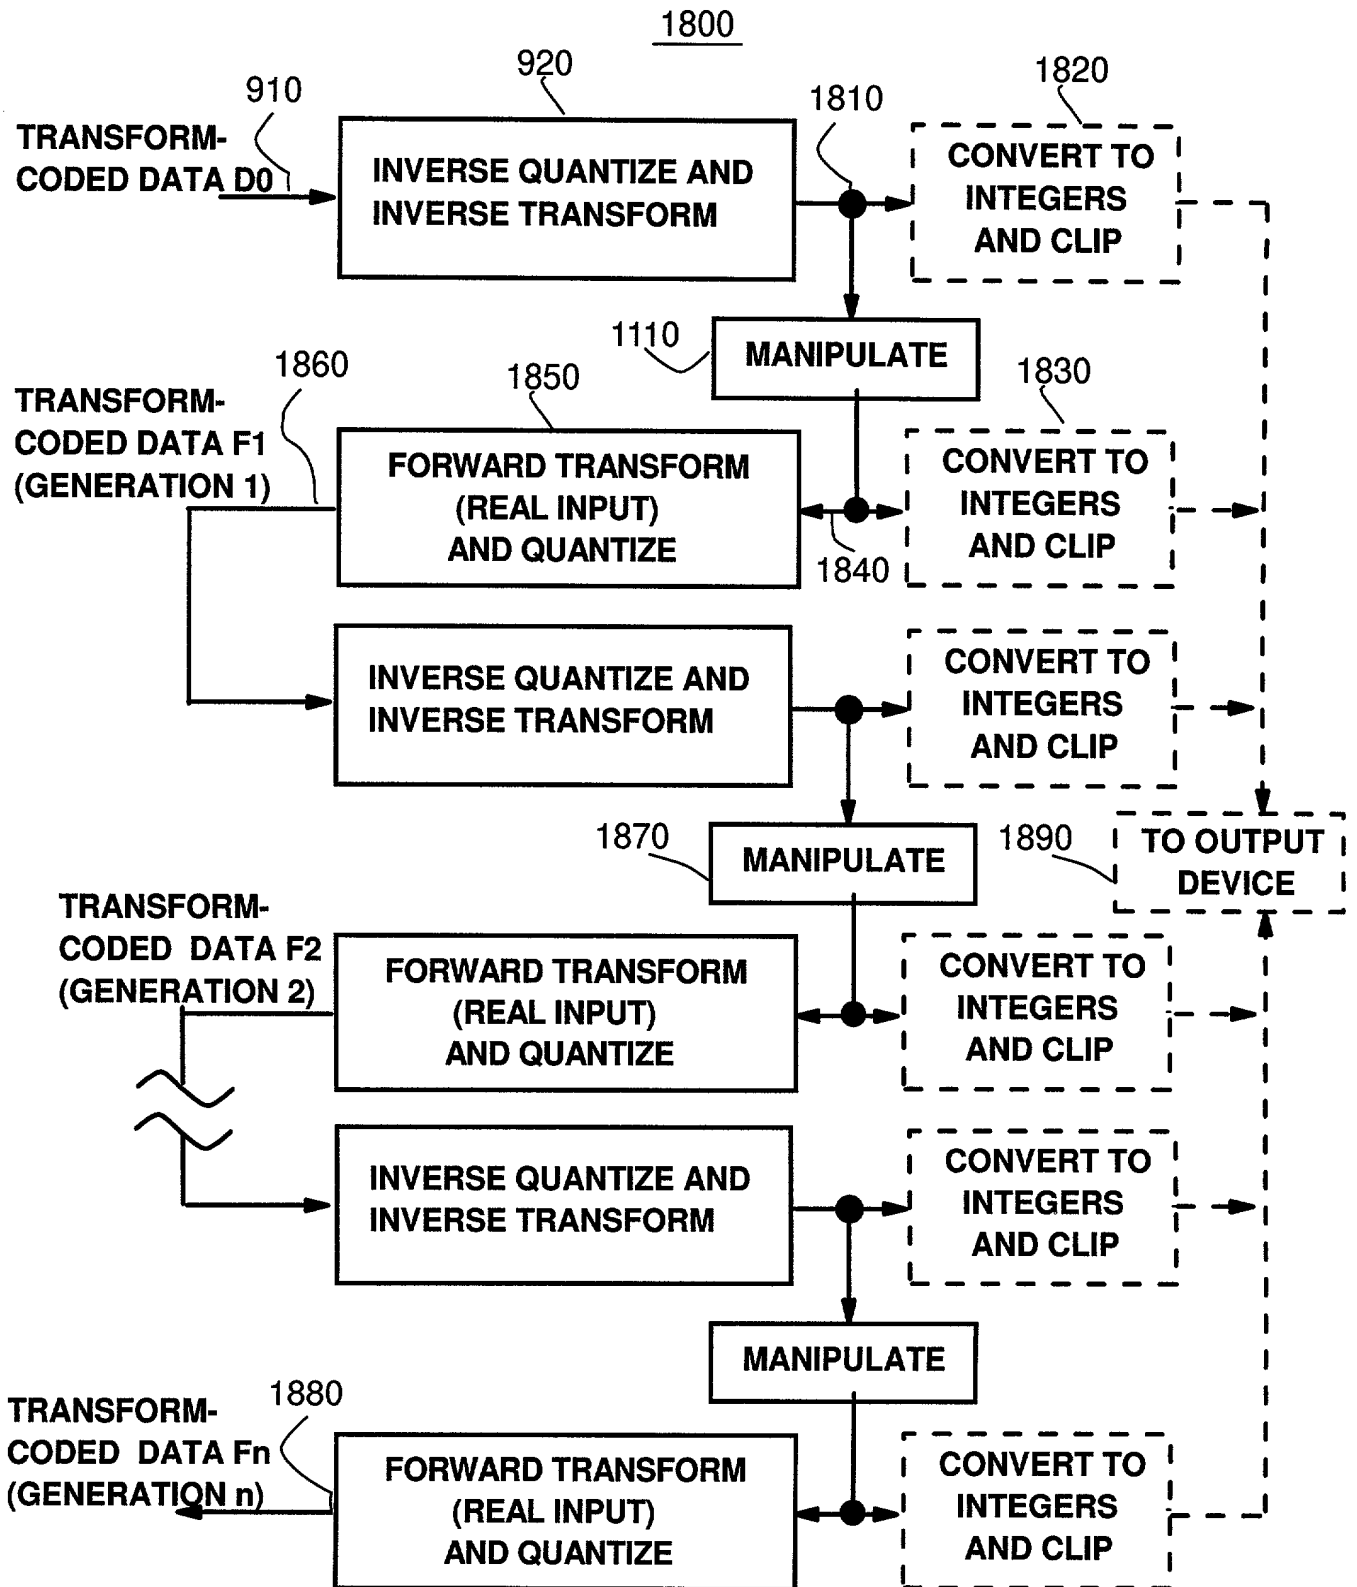 1800
910
920
1810
1820
TRANSFORM-
CODED DATA D0
INVERSE QUANTIZE AND
INVERSE TRANSFORM
CONVERT TO
INTEGERS
AND CLIP
1110
MANIPULATE
TRANSFORM-
CODED DATA F1
(GENERATION 1)
1860
1850
1830
FORWARD TRANSFORM
(REAL INPUT)
AND QUANTIZE
1840
CONVERT TO
INTEGERS
AND CLIP
INVERSE QUANTIZE AND
INVERSE TRANSFORM
CONVERT TO
INTEGERS
AND CLIP
1870
MANIPULATE
1890
TO OUTPUT
DEVICE
TRANSFORM-
CODED DATA F2
(GENERATION 2)
FORWARD TRANSFORM
(REAL INPUT)
AND QUANTIZE
CONVERT TO
INTEGERS
AND CLIP
INVERSE QUANTIZE AND
INVERSE TRANSFORM
CONVERT TO
INTEGERS
AND CLIP
MANIPULATE
TRANSFORM-
CODED DATA Fn
(GENERATION n)
1880
FORWARD TRANSFORM
(REAL INPUT)
AND QUANTIZE
CONVERT TO
INTEGERS
AND CLIP